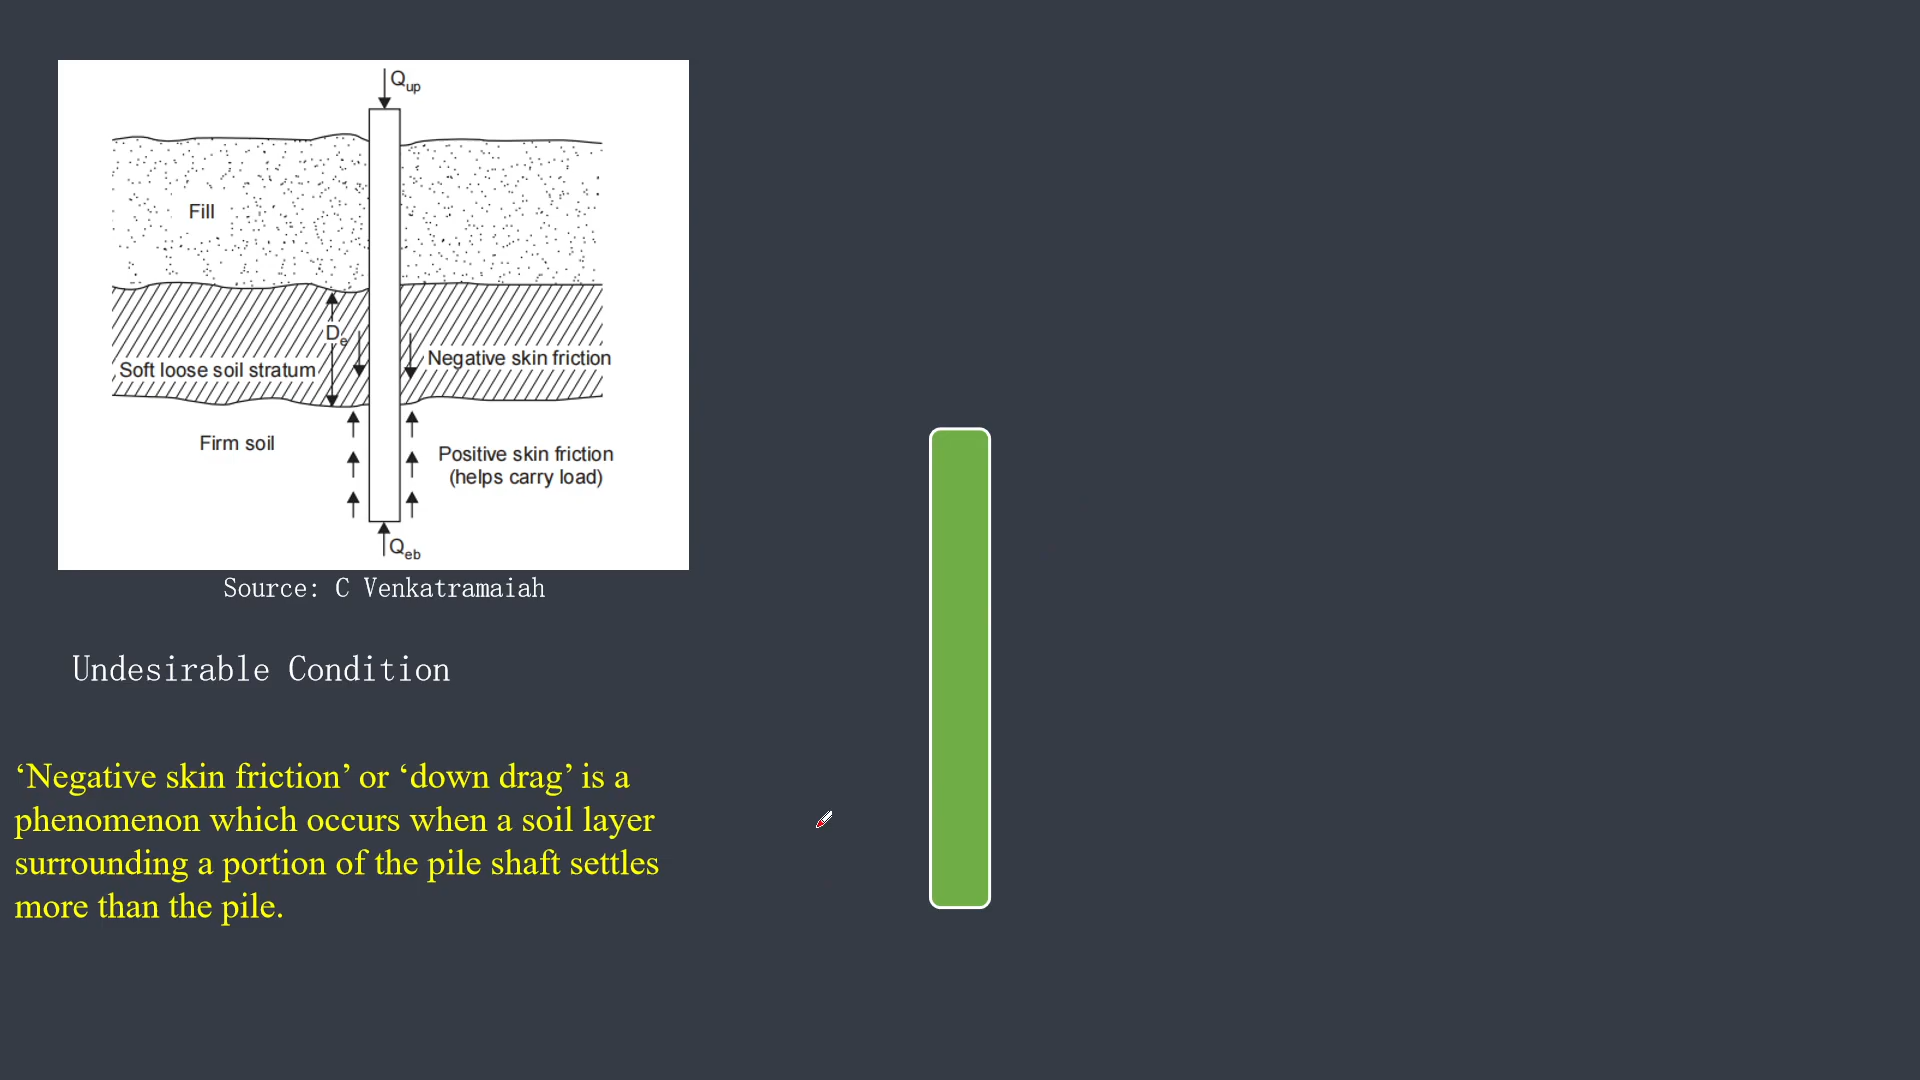 Qup
Fill
De
Negative skin friction
Soft loose soil stratum
Firm soil
Positive skin friction
(helps carry load)
Qeb
Source: C Venkatramaiah
Undesirable Condition
‘Negative skin friction’ or ‘down drag’ is a
phenomenon which occurs when a soil layer
surrounding a portion of the pile shaft settles
more than the pile.